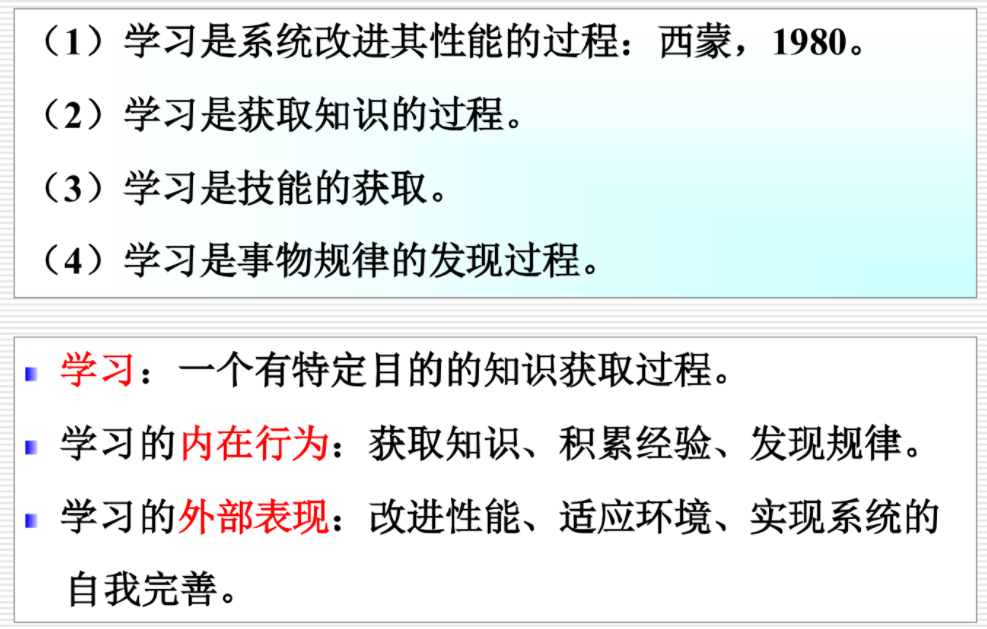 （1）学习是系统改进其性能的过程：西蒙，1980。
（2）学习是获取知识的过程。
（3）学习是技能的获取。
（4）学习是事物规律的发现过程。
学习：一个有特定目的的知识获取过程。
学习的内在行为：获取知识、积累经验、发现规律。
学习的外部表现：改进性能、适应环境、实现系统的
自我完善。